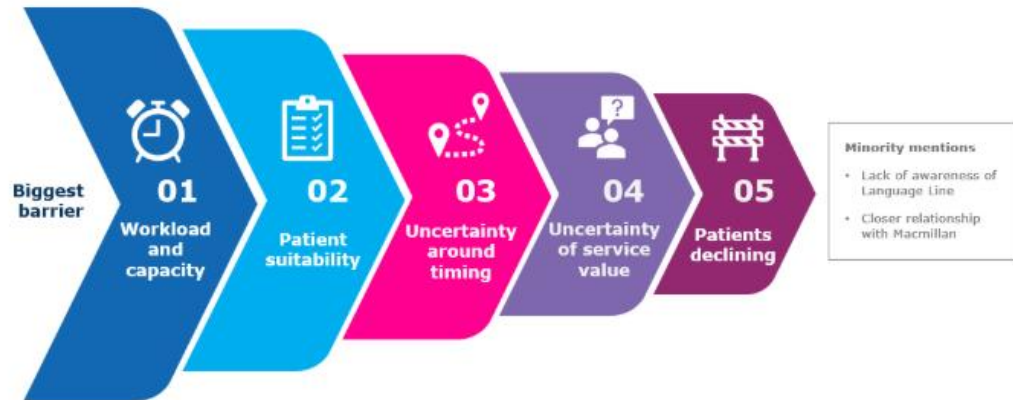 Biggest
barrier
01
Workload
and
capacity
02
Patient
suitability
03
Uncertainty
around
timing
?
04
Uncertainty
of service
value
05
Patients
declining
Minority mentions
• Lack of awareness of
Language Line
• Closer relationship
with Macmillan